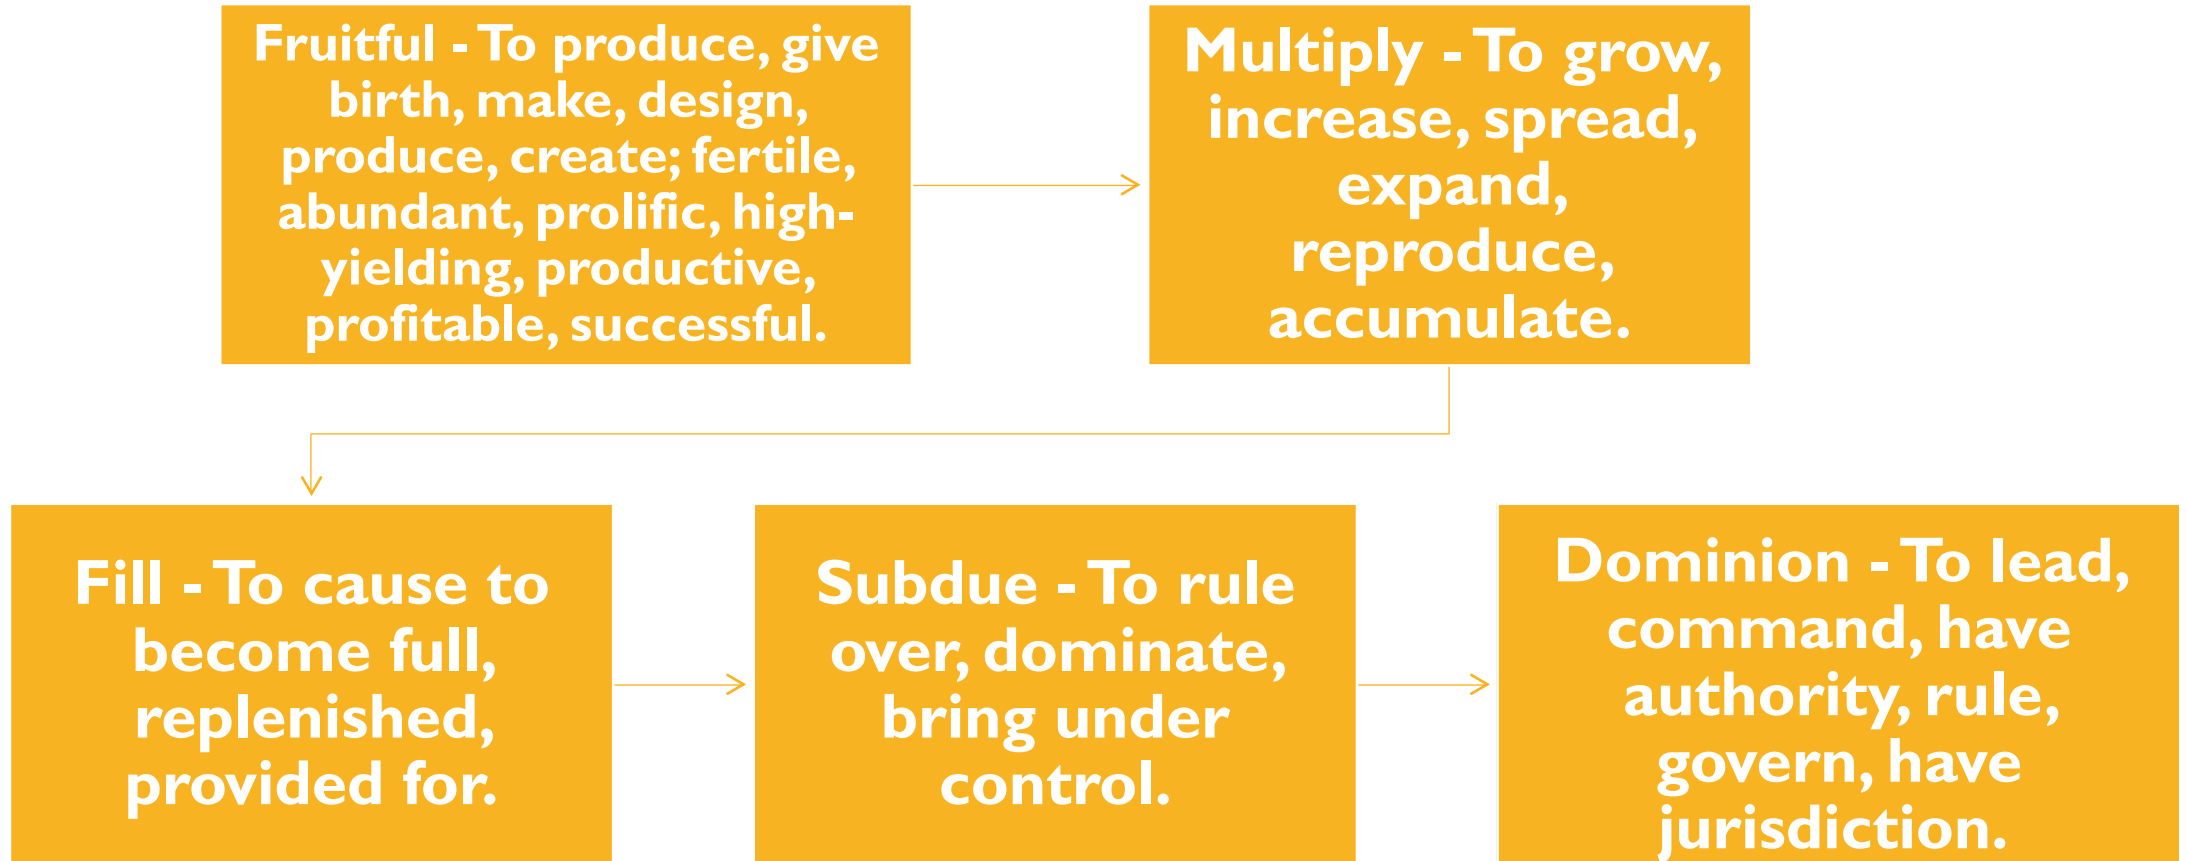 Fruitful - To produce, give
birth, make, design,
produce, create; fertile,
abundant, prolific, high-
yielding, productive,
profitable, successful.
Multiply - To grow,
increase, spread,
expand,
reproduce,
accumulate.
Fill - To cause to
become full,
replenished,
provided for.
Subdue - To rule
over, dominate,
bring under
control.
Dominion - To lead,
command, have
authority, rule,
govern, have
jurisdiction.